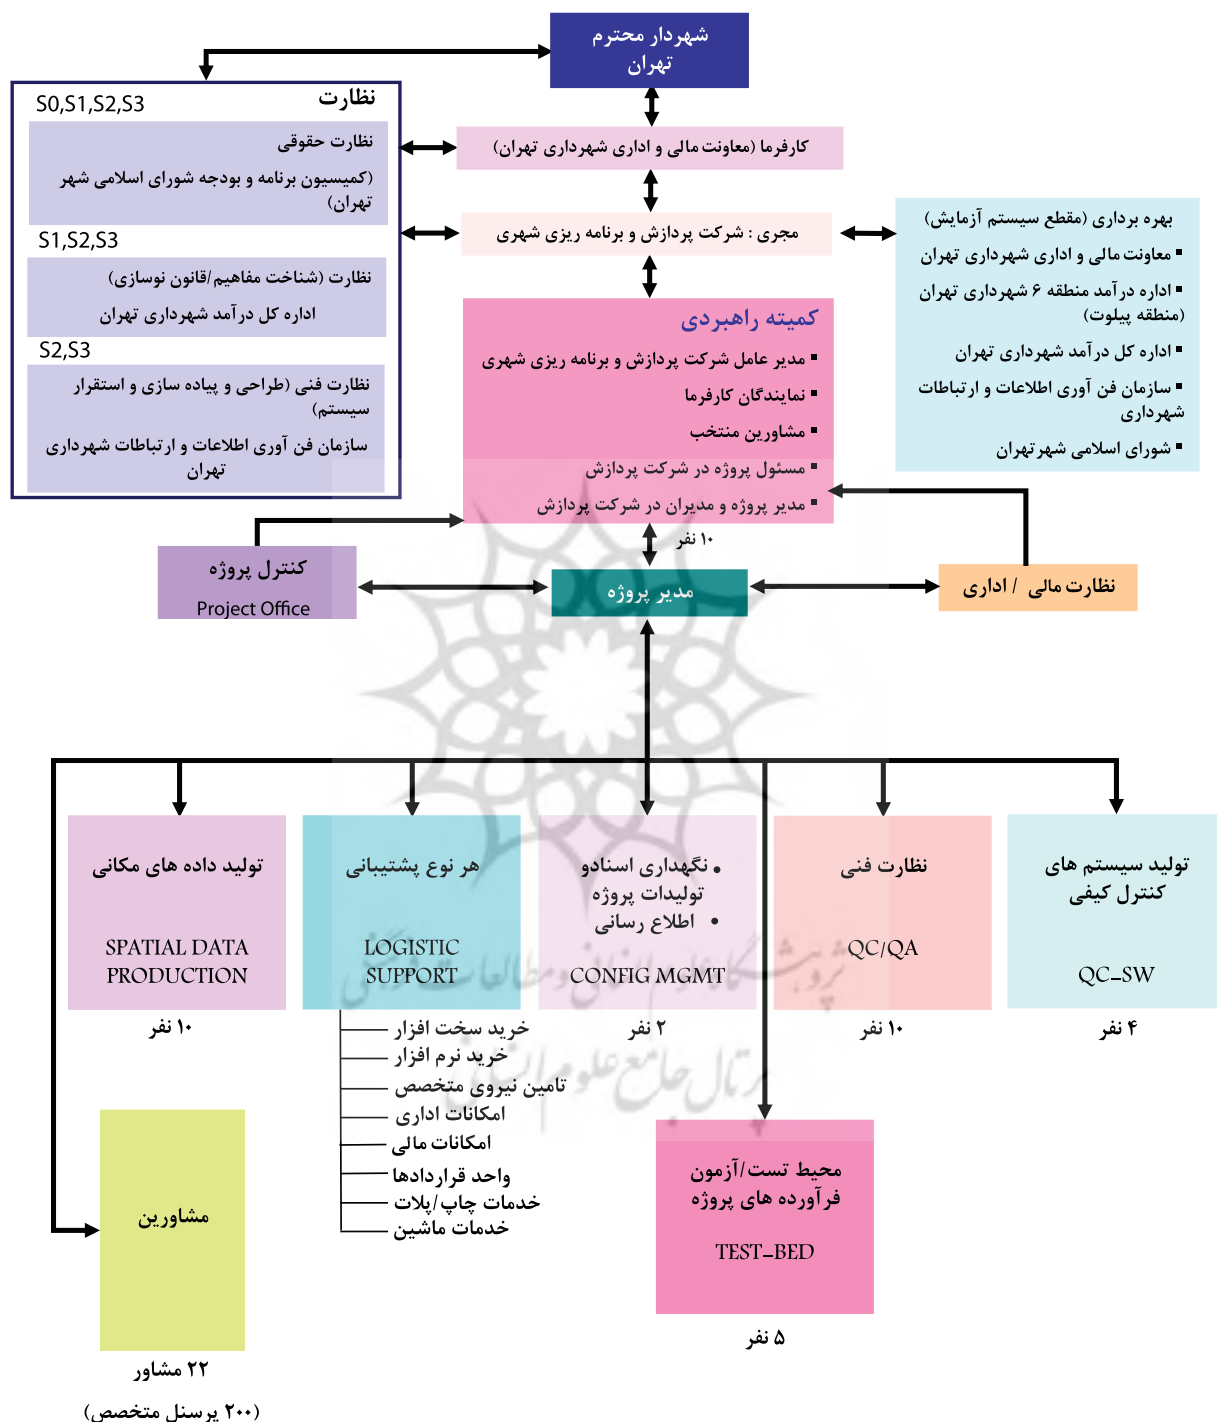 شهردار محترم
تهران
نظارت
S0,S1,S2,S3
نظارت حقوقی
(کمیسیون برنامه و بودجه شورای اسلامی شهر
تهران)
S1,S2,S3
نظارت (شناخت مفاهیم/قانون نوسازی)
اداره کل درآمد شهرداری تهران
S2,S3
نظارت فنی (طراحی و پیاده سازی و استقرار
سیستم)
سازمان فن آوری اطلاعات و ارتباطات شهرداری
تهران
کارفرما (معاونت مالی و اداری شهرداری تهران)
مجری : شرکت پردازش و برنامه ریزی شهری
بهره برداری (مقطع سیستم آزمایش)
▪ معاونت مالی و اداری شهرداری تهران
▪ اداره درآمد منطقه ۶ شهرداری تهران
(منطقه پیلوت)
▪ اداره کل درآمد شهرداری تهران
▪ سازمان فن آوری اطلاعات و ارتباطات
شهرداری
▪ شورای اسلامی شهرتهران
کمیته راهبردی
▪ مدیر عامل شرکت پردازش و برنامه ریزی شهری
▪ نمایندگان کارفرما
▪ مشاورین منتخب
▪ مسئول پروژه در شرکت پردازش
▪ مدیر پروژه و مدیران در شرکت پردازش
۱۰ نفر
کنترل پروژه
Project Office
مدیر پروژه
نظارت مالی / اداری
تولید سیستم های
کنترل کیفی
QC-SW
۴ نفر
نظارت فنی
QC/QA
۱۰ نفر
• نگهداری اسنادو
تولیدات پروژه
• اطلاع رسانی
CONFIG MGMT
۲ نفر
هر نوع پشتیبانی
LOGISTIC
SUPPORT
خرید سخت افزار
خرید نرم افزار
تامین نیروی متخصص
امکانات اداری
امکانات مالی
واحد قراردادها
خدمات چاپ/پلات
خدمات ماشین
تولید داده های مکانی
SPATIAL DATA
PRODUCTION
۱۰ نفر
محیط تست/آزمون
فرآورده های پروژه
TEST-BED
۵ نفر
مشاورین
۲۲ مشاور
(۲۰۰ پرسنل متخصص)
پژوهشگاه علوم انسانی و مطالعات فرهنگی
پرتال جامع علوم انسانی